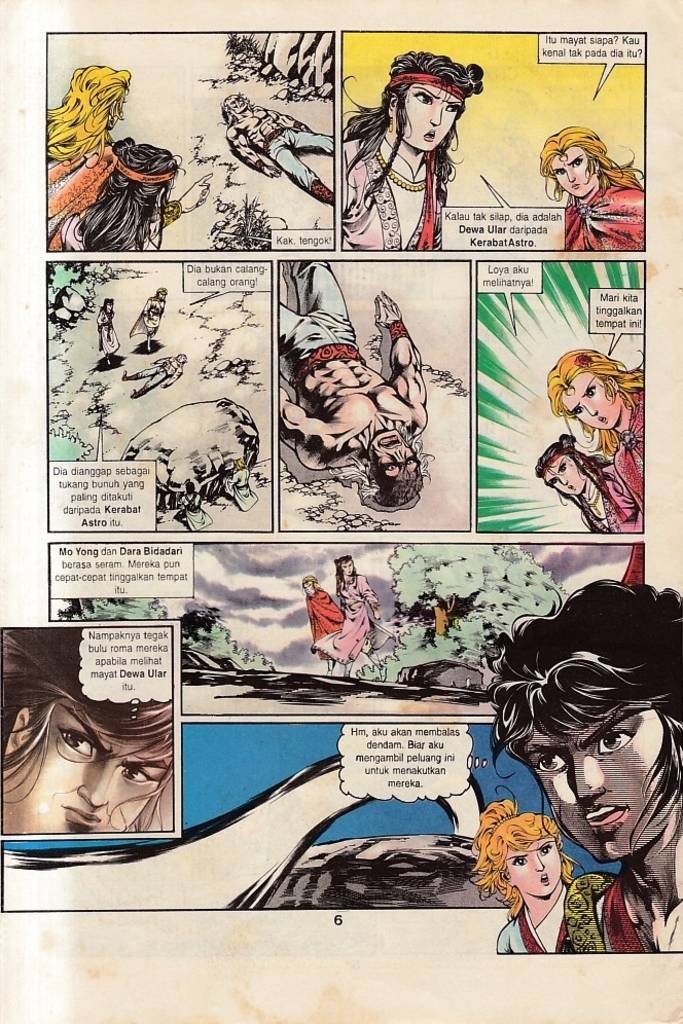 Kak, tengok!
Itu mayat siapa? Kau
kenal tak pada dia itu?
Kalau tak silap, dia adalah
Dewa Ular daripada
KerabatAstro.
Dia bukan calang-
calang orang!
Dia dianggap sebagai
tukang bunuh yang
paling ditakuti
daripada Kerabat
Astro itu.
Loya aku
melihatnya!
Mari kita
tinggalkan
tempat ini!
Mo Yong dan Dara Bidadari
berasa seram. Mereka pun
cepat-cepat tinggalkan tempat
itu.
Nampaknya tegak
bulu roma mereka
apabila melihat
mayat Dewa Ular
itu.
Hm, aku akan membalas
dendam. Biar aku
mengambil peluang ini
untuk menakutkan
mereka.
6